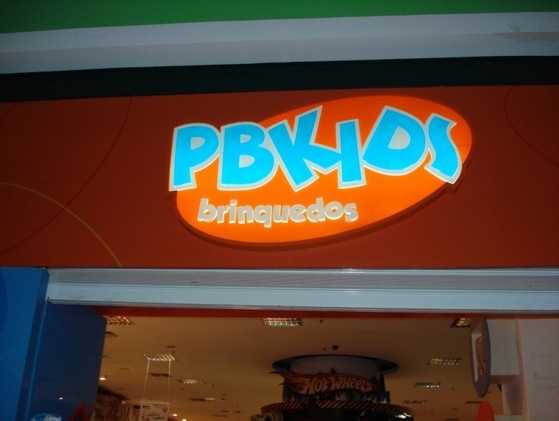 PBKIDS
brinquedos
HOT WHEELS